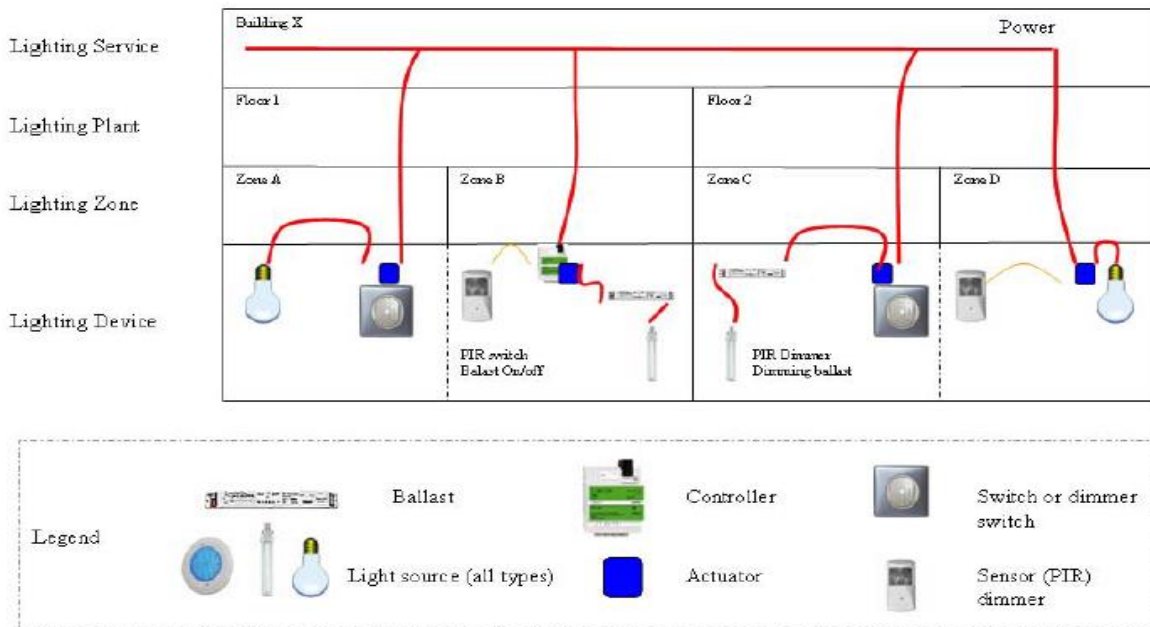 Building X
Power
Lighting Service
Floor 1
Floor 2
Lighting Plant
Zone A
Zone B
Zone C
Zone D
Lighting Zone
Lighting Device
PIR switch
Balast On/off
PIR Dimmer
Dimming ballast
Legend
Ballast
Controller
Switch or dimmer
switch
Light source (all types)
Actuator
Sensor (PIR)
dimmer